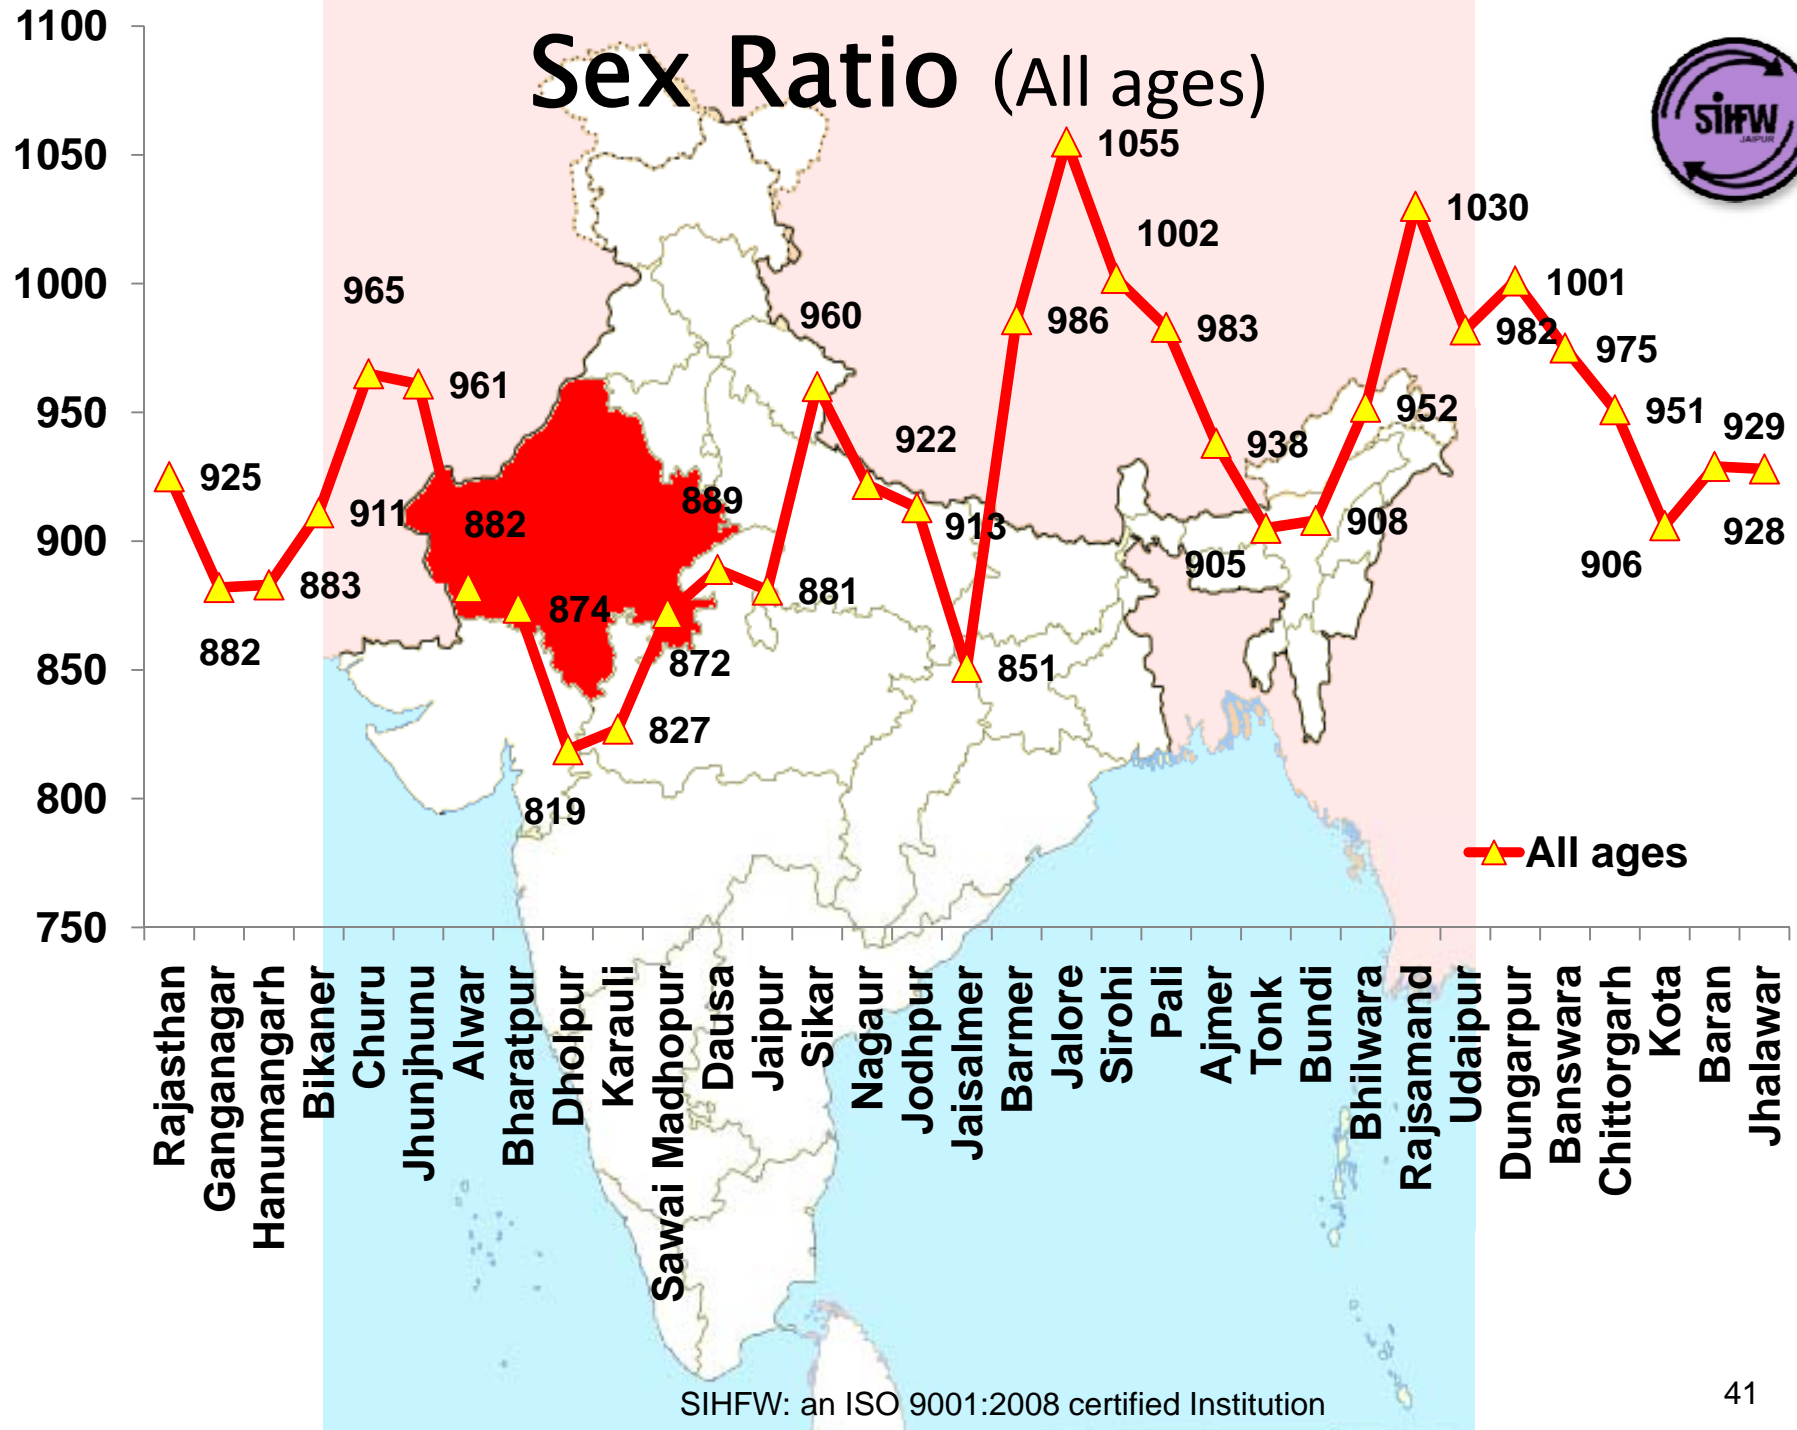 Sex Ratio (All ages)
SIHFW
JAIPUR
1100
1050
1000
950
900
850
800
750
925
882
883
911
965
961
882
874
819
827
872
889
881
960
922
913
851
986
1055
1002
983
938
905
908
952
1030
982
1001
975
951
906
929
928
All ages
Rajasthan
Ganganagar
Hanumangarh
Bikaner
Churu
Jhunjhunu
Alwar
Bharatpur
Dholpur
Karauli
Sawai Madhopur
Dausa
Jaipur
Sikar
Nagaur
Jodhpur
Jaisalmer
Barmer
Jalore
Sirohi
Pali
Ajmer
Tonk
Bundi
Bhilwara
Rajsamand
Udaipur
Dungarpur
Banswara
Chittorgarh
Kota
Baran
Jhalawar
SIHFW: an ISO 9001:2008 certified Institution
41